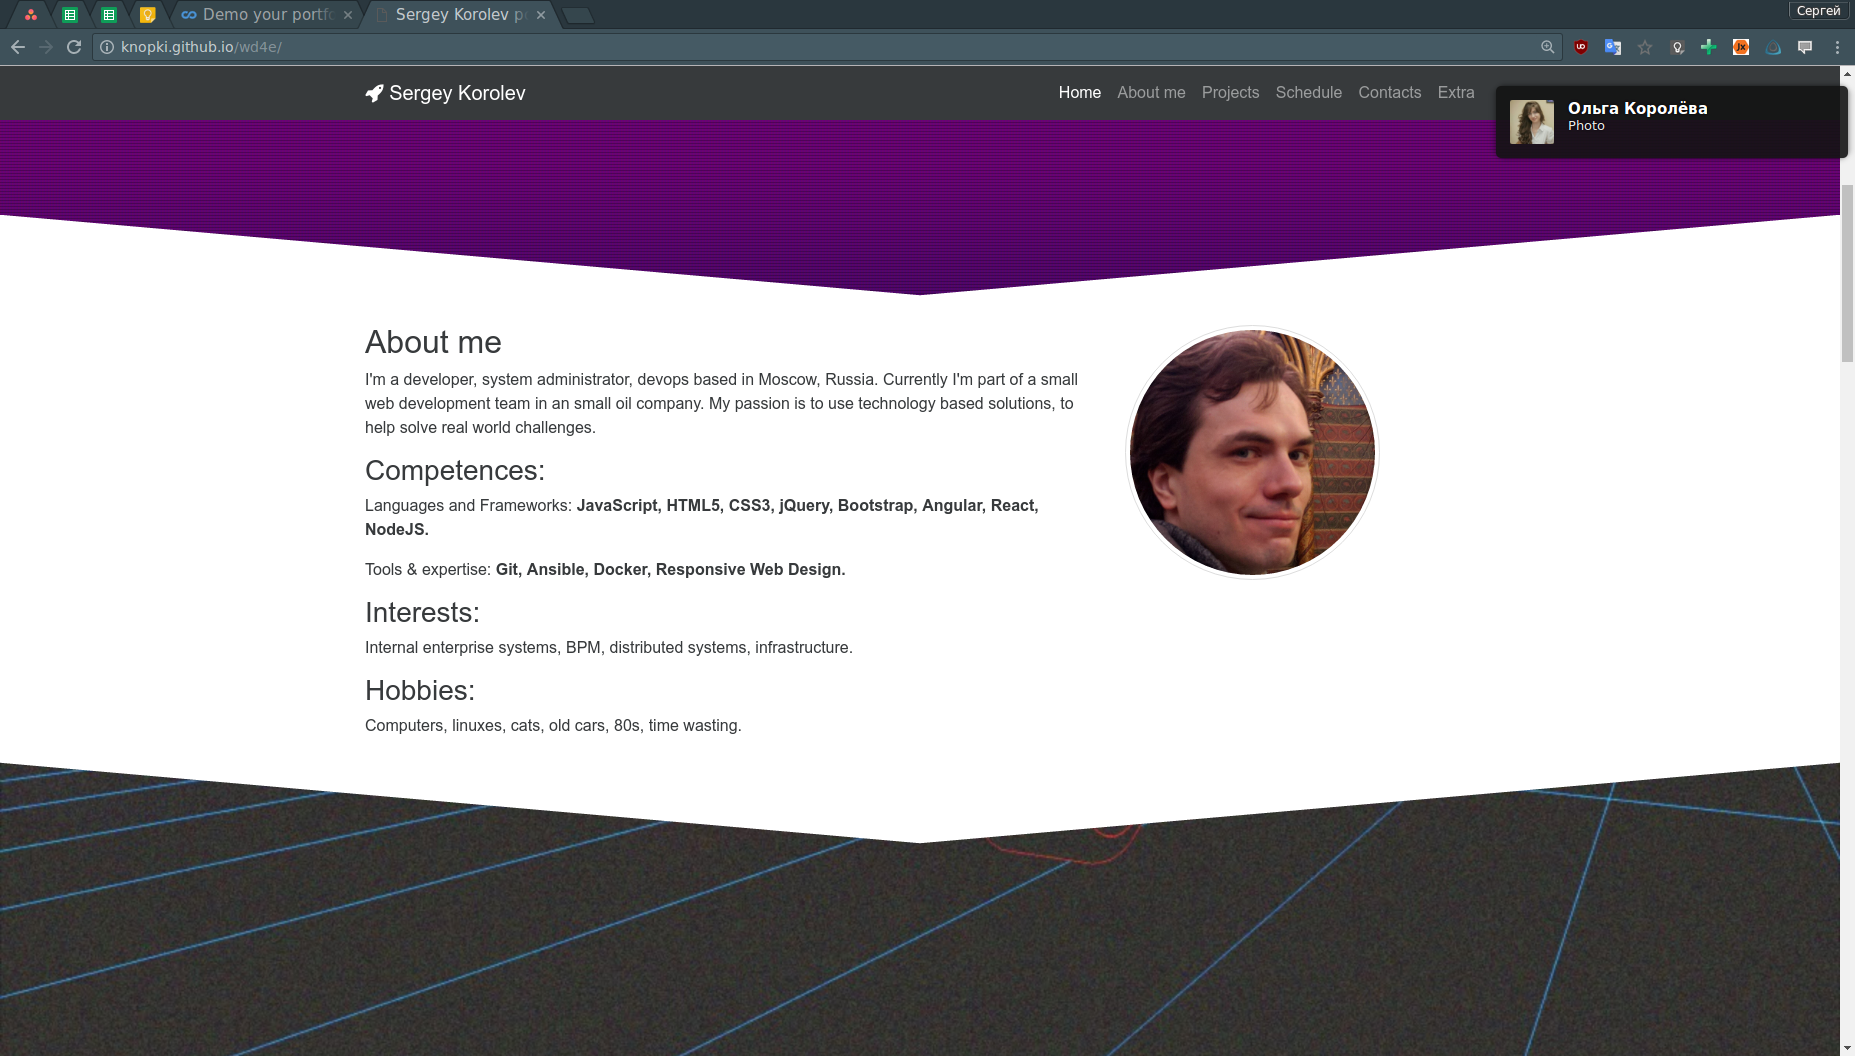 Demo your portfo
Sergey Korolev po
Сергей
knopki.github.io/wd4e/
Sergey Korolev
Home
About me
Projects
Schedule
Contacts
Extra
Ольга Королёва
Photo
About me
I'm a developer, system administrator, devops based in Moscow, Russia. Currently I'm part of a small
web development team in an small oil company. My passion is to use technology based solutions, to
help solve real world challenges.
Competences:
Languages and Frameworks: JavaScript, HTML5, CSS3, jQuery, Bootstrap, Angular, React,
NodeJS.
Tools & expertise: Git, Ansible, Docker, Responsive Web Design.
Interests:
Internal enterprise systems, BPM, distributed systems, infrastructure.
Hobbies:
Computers, linuxes, cats, old cars, 80s, time wasting.